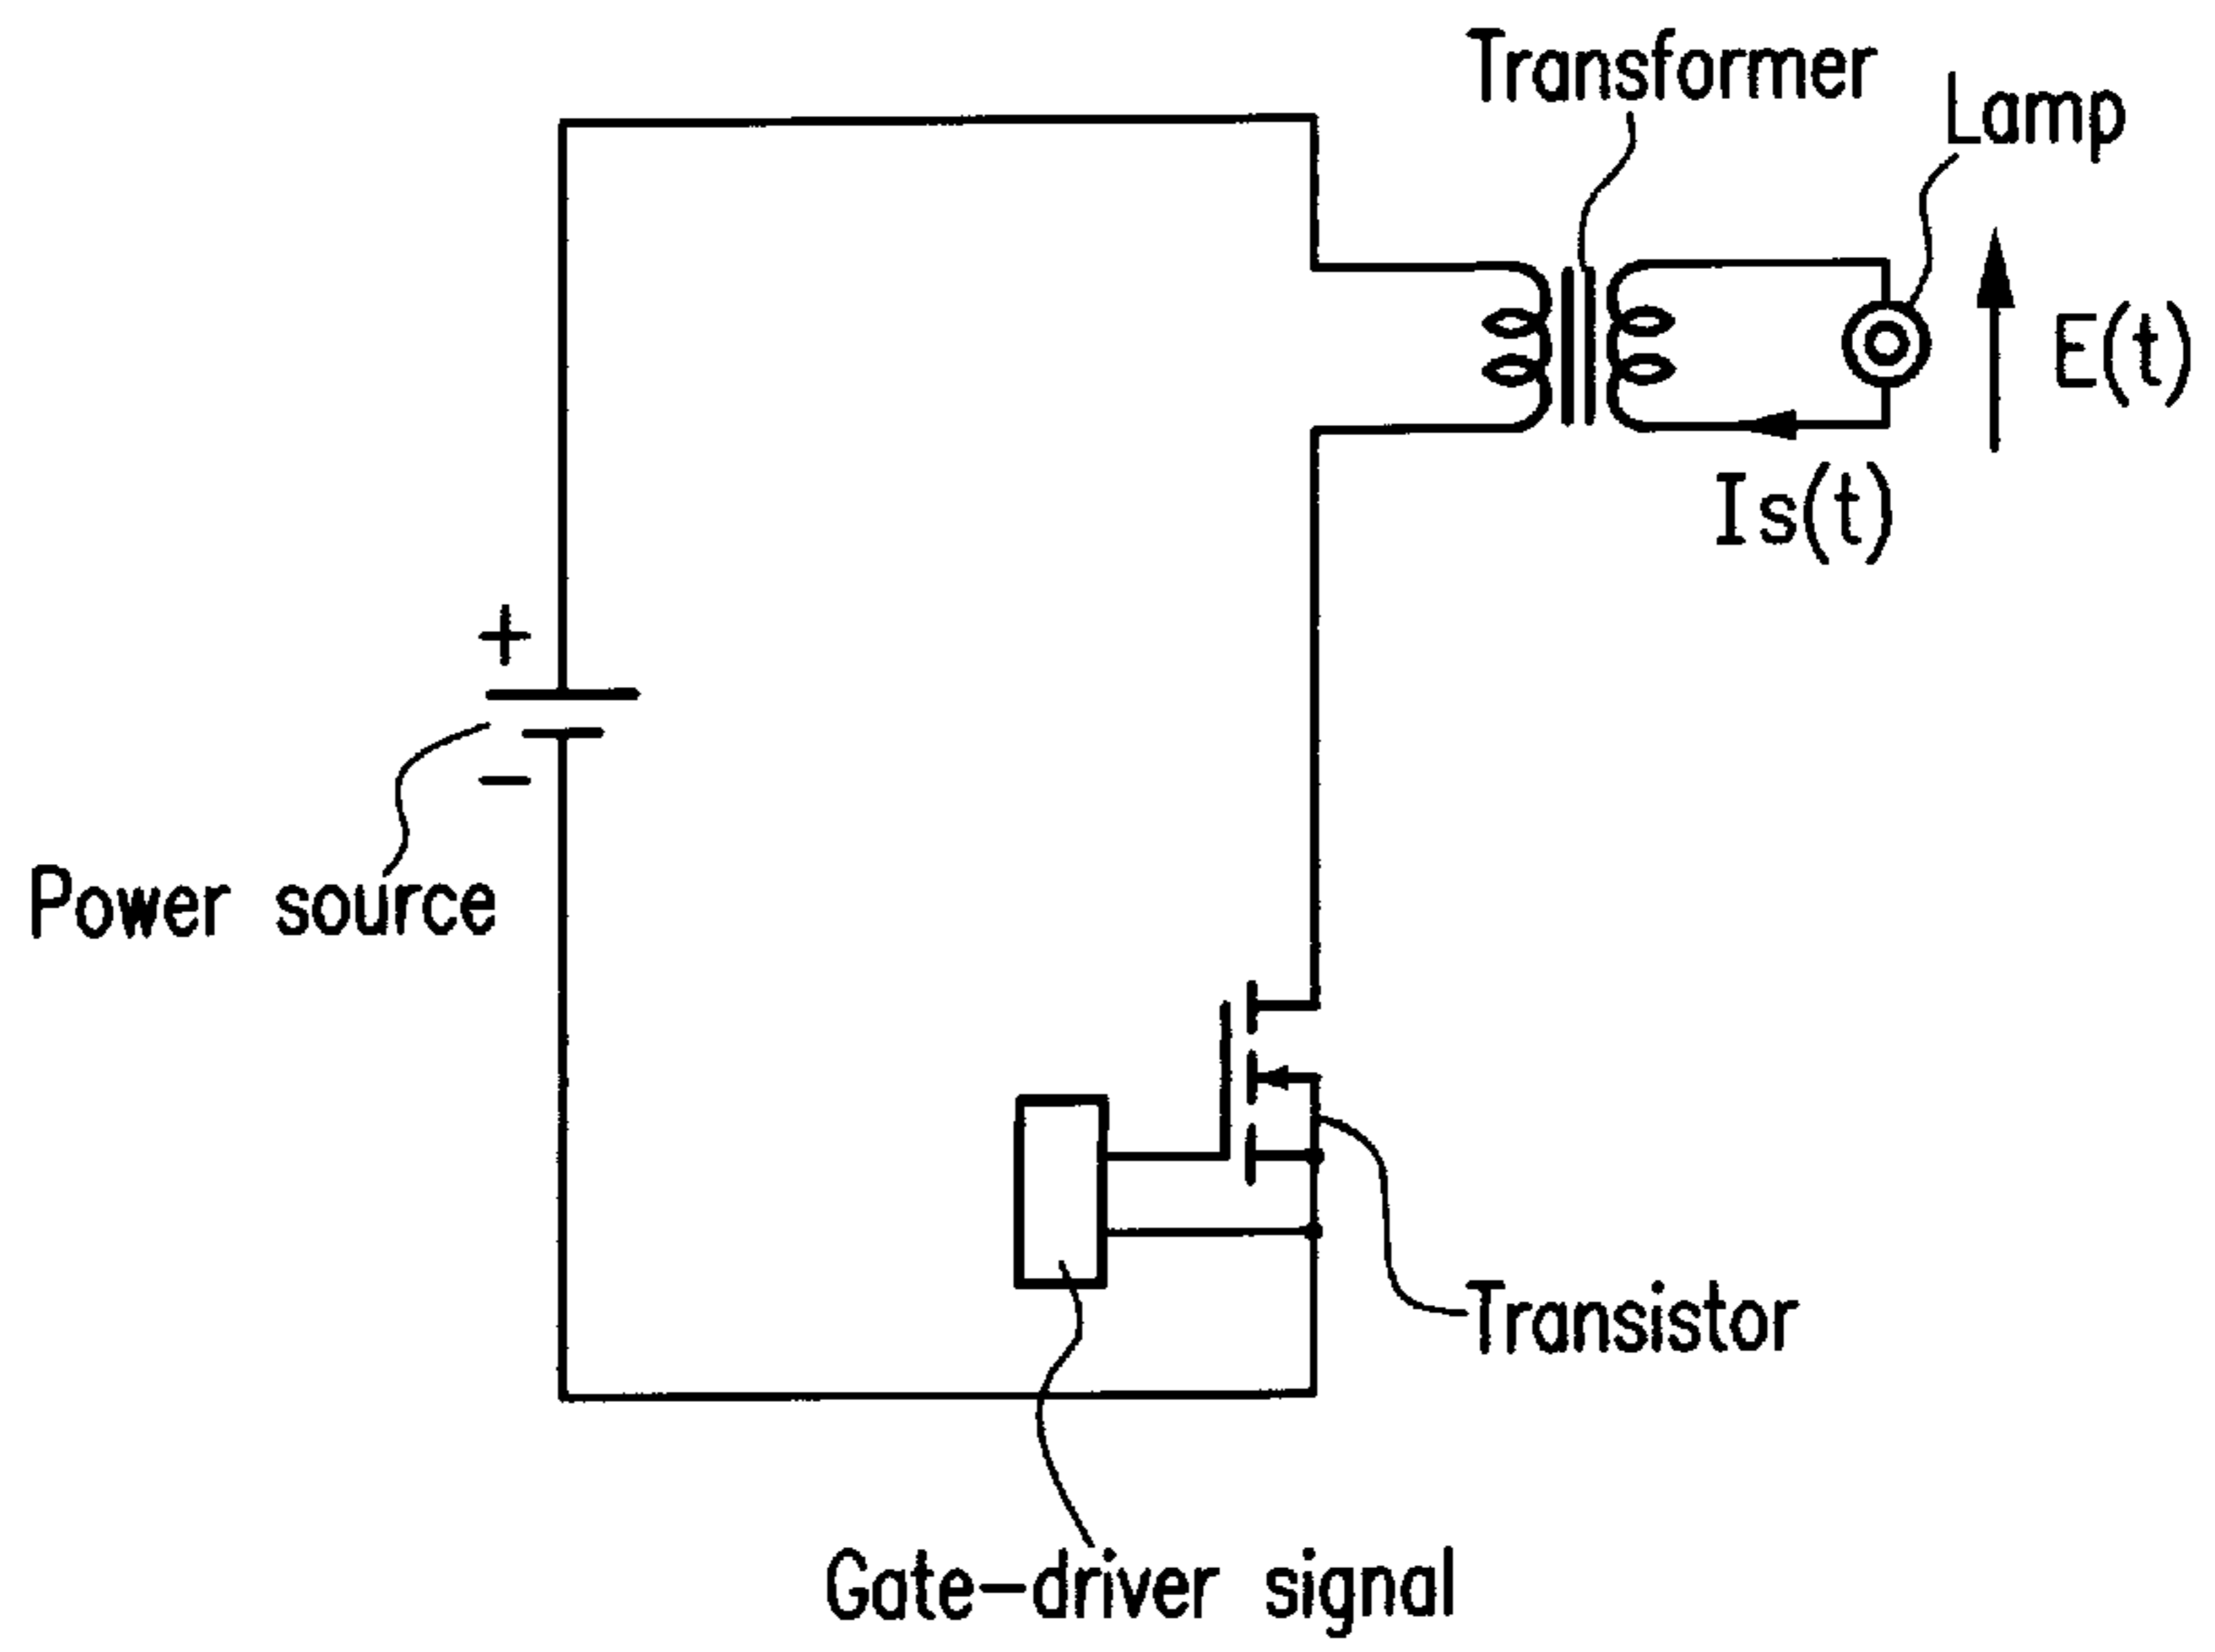 Transformer
Lamp
E(t)
Is(t)
+
−
Power source
Transistor
Gate-driver signal